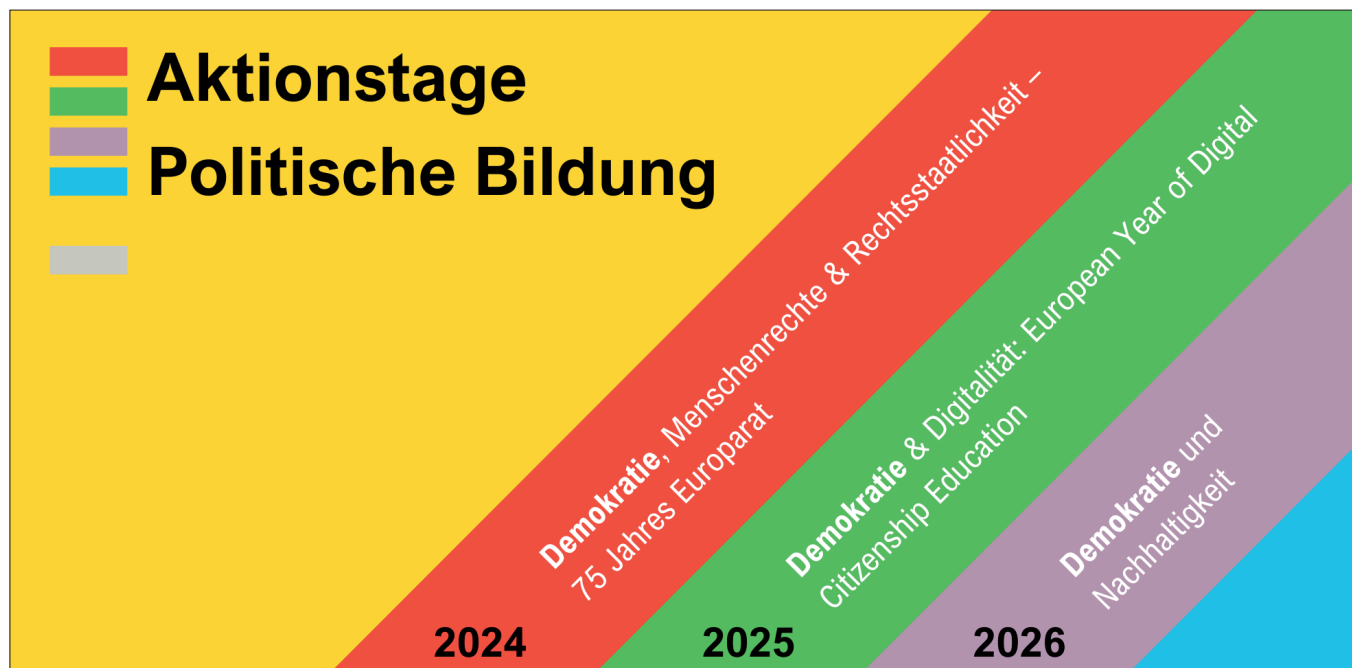 Aktionstage
Politische Bildung
Demokratie, Menschenrechte & Rechtsstaatlichkeit –
75 Jahres Europarat
2024
Demokratie & Digitalität: European Year of Digital
Citizenship Education
2025
Demokratie und
Nachhaltigkeit
2026